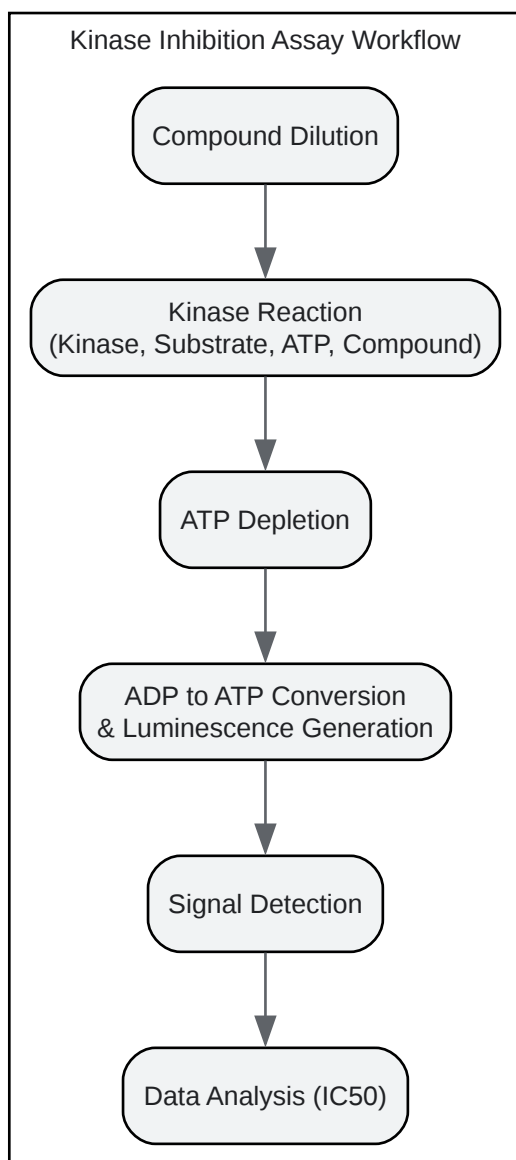 Kinase Inhibition Assay Workflow
Compound Dilution
Kinase Reaction
(Kinase, Substrate, ATP, Compound)
ATP Depletion
ADP to ATP Conversion
& Luminescence Generation
Signal Detection
Data Analysis (IC50)